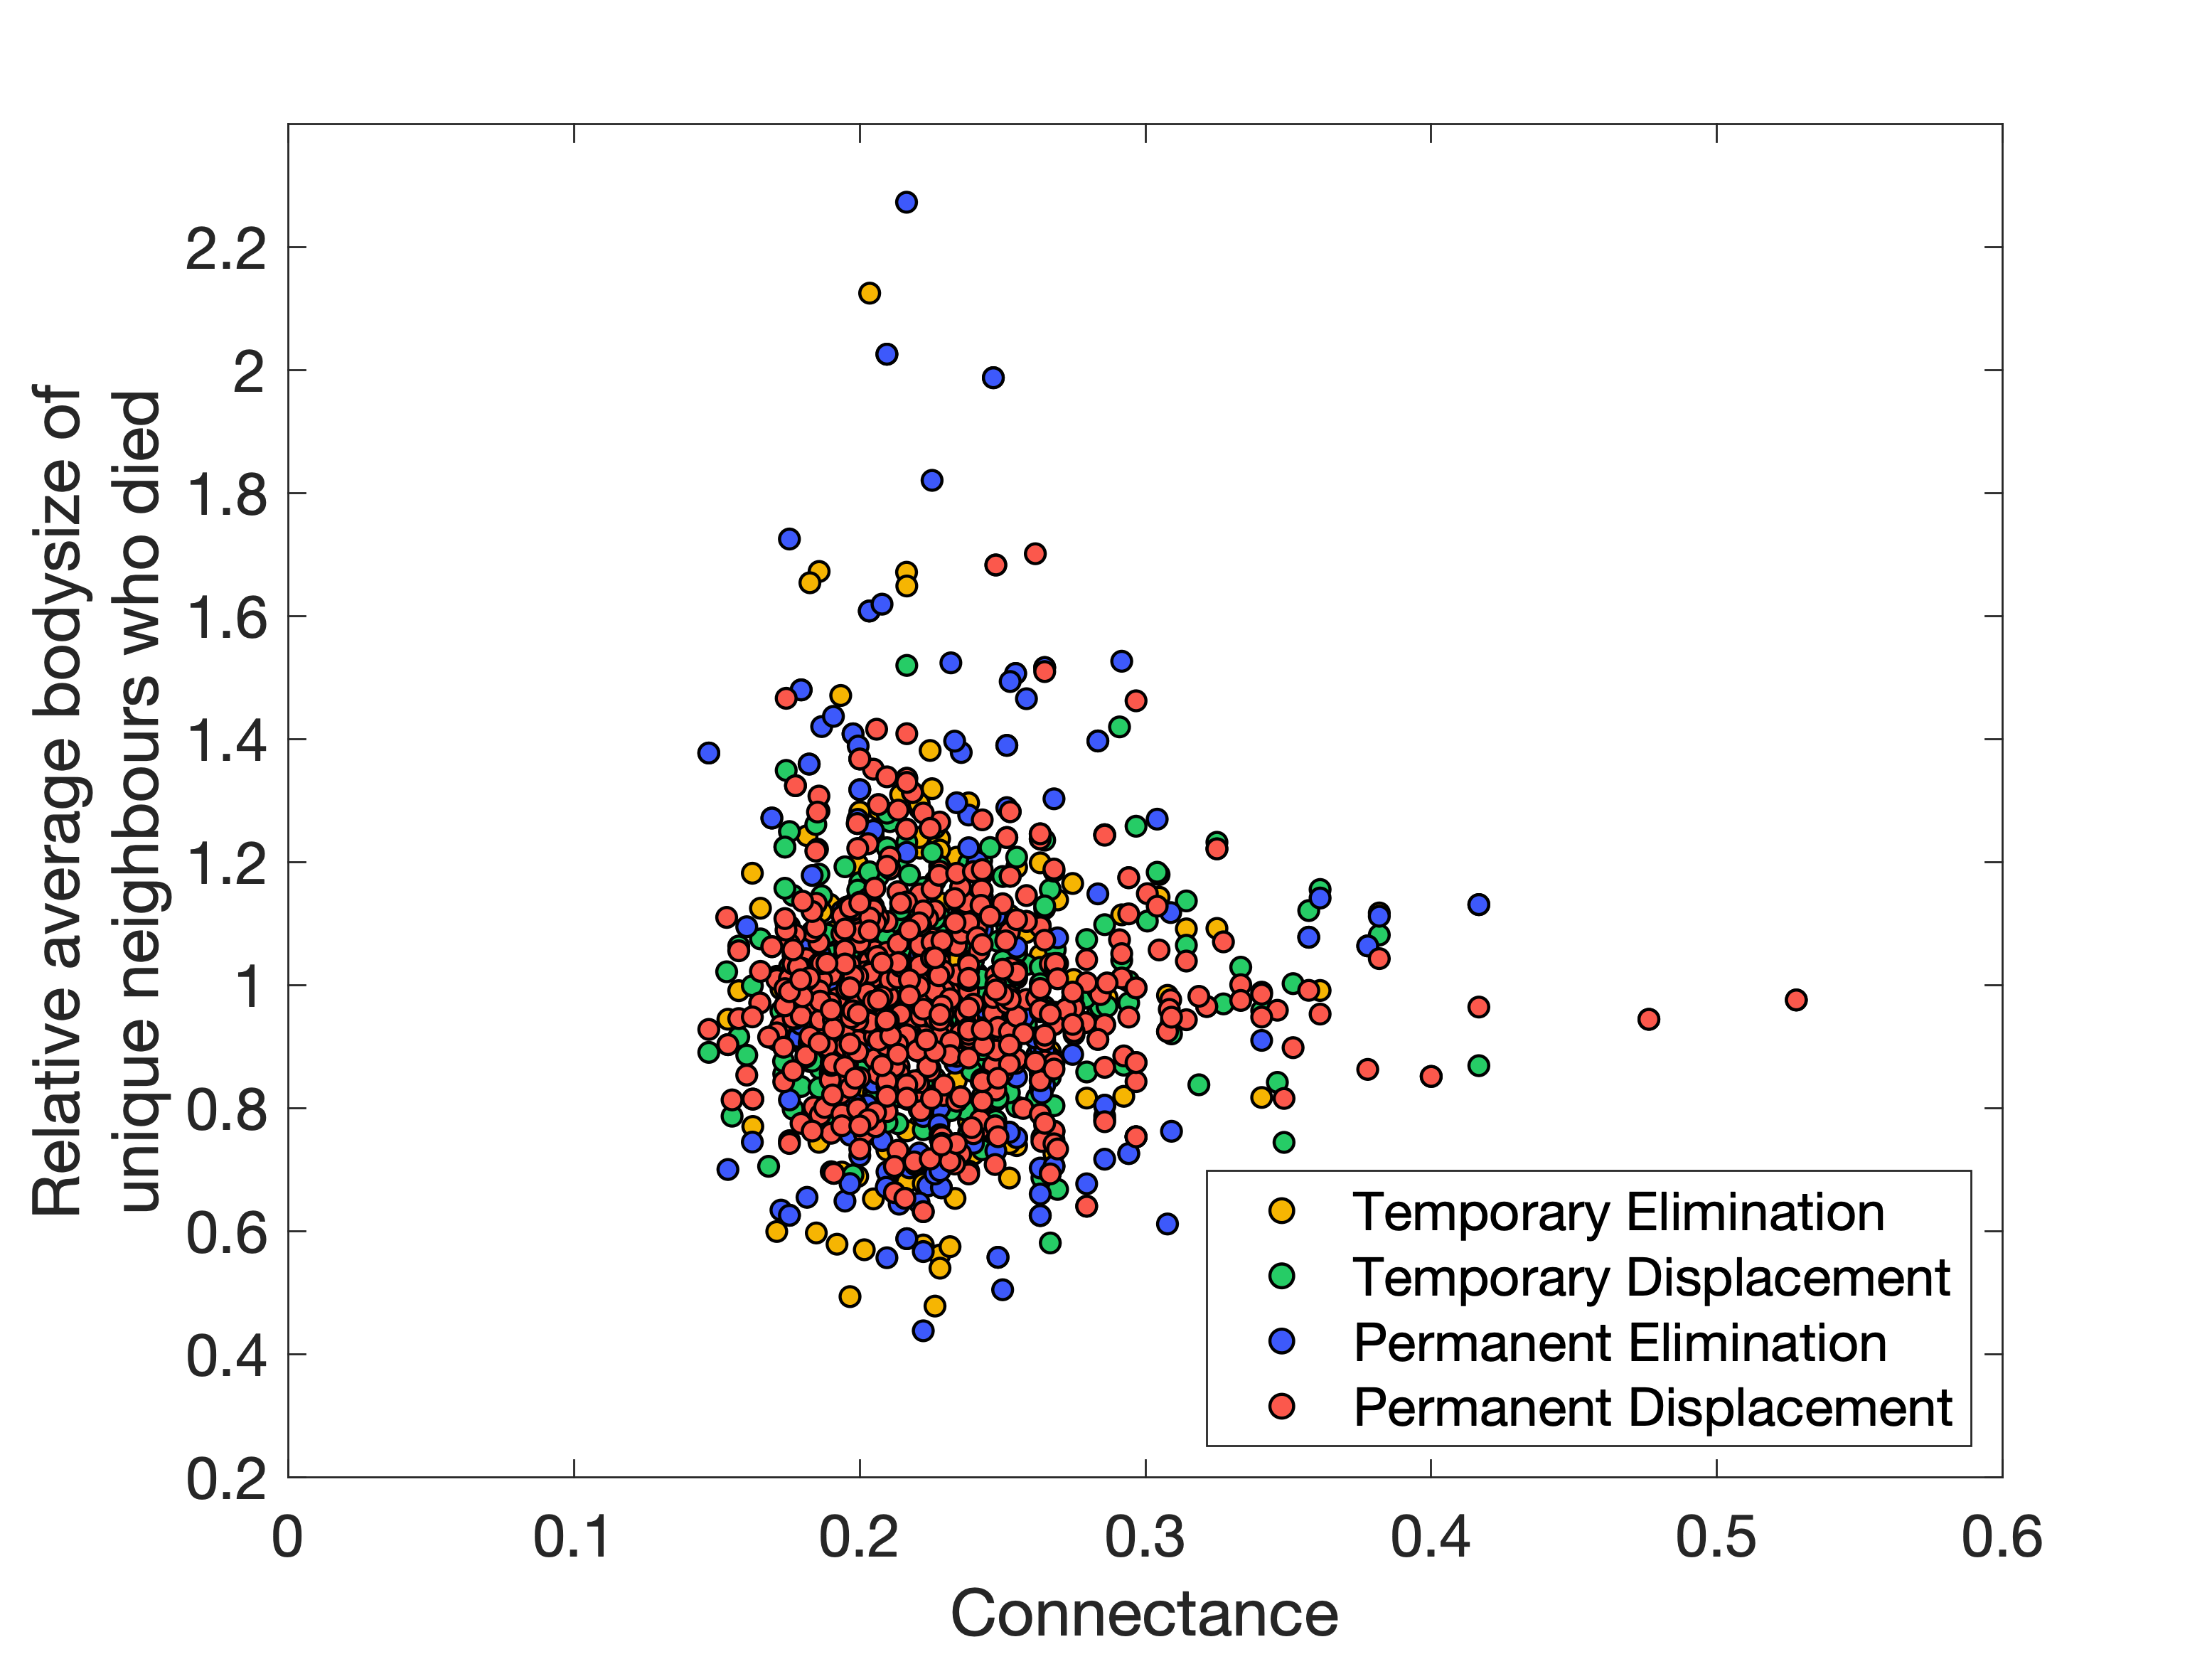 Relative average bodysize of
unique neighbours who died
2.2
2
1.8
1.6
1.4
1.2
1
0.8
0.6
0.4
0.2
Temporary Elimination
Temporary Displacement
Permanent Elimination
Permanent Displacement
0 0.1 0.2 0.3 0.4 0.5 0.6
Connectance